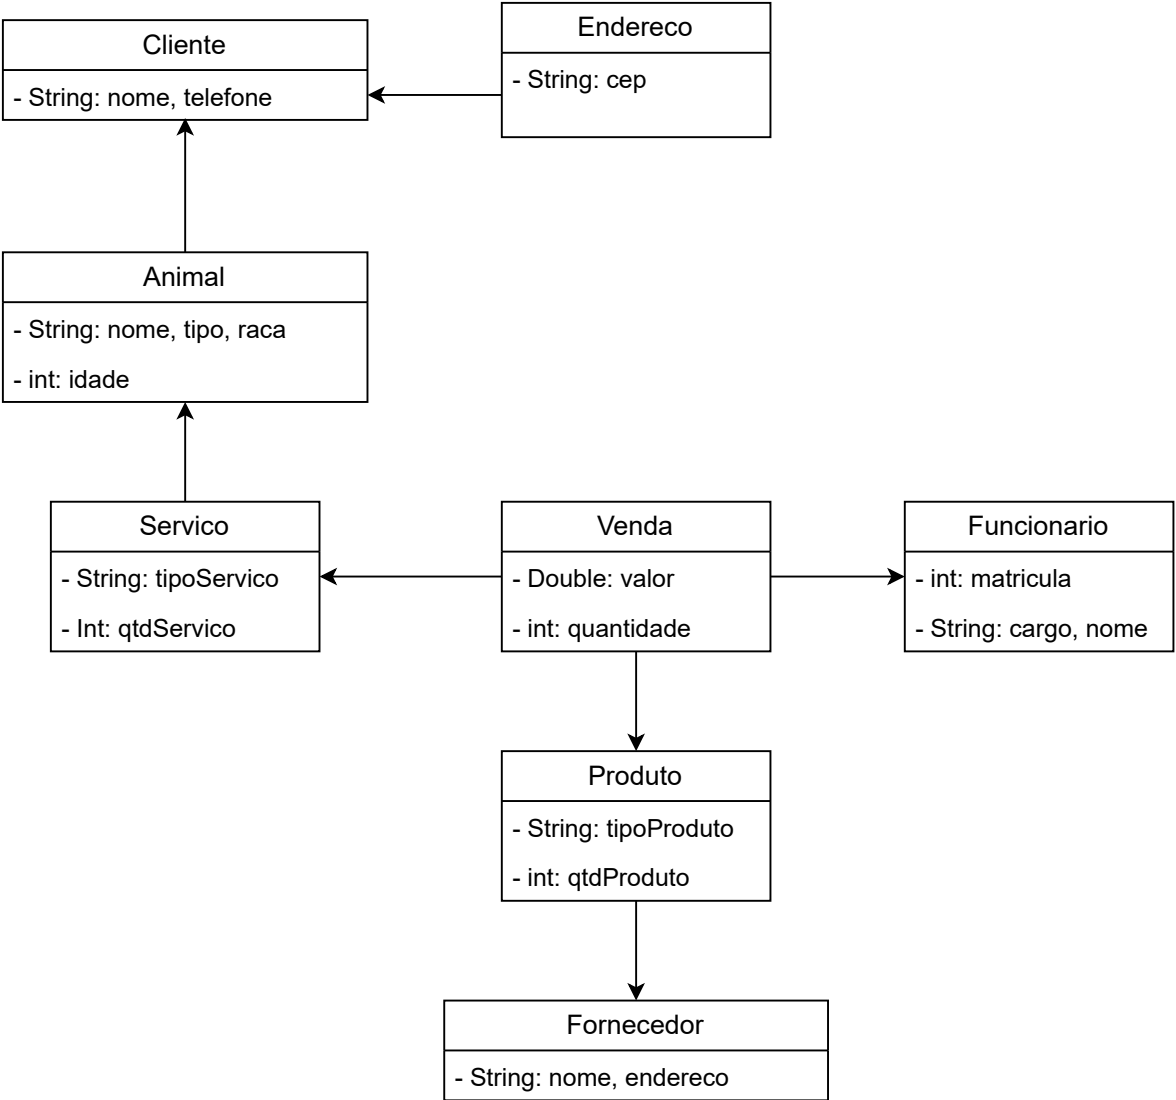 Cliente
- String: nome, telefone
Endereco
- String: cep
Animal
- String: nome, tipo, raca
- int: idade
Servico
- String: tipoServico
- Int: qtdServico
Venda
- Double: valor
- int: quantidade
Funcionario
- int: matricula
- String: cargo, nome
Produto
- String: tipoProduto
- int: qtdProduto
Fornecedor
- String: nome, endereco